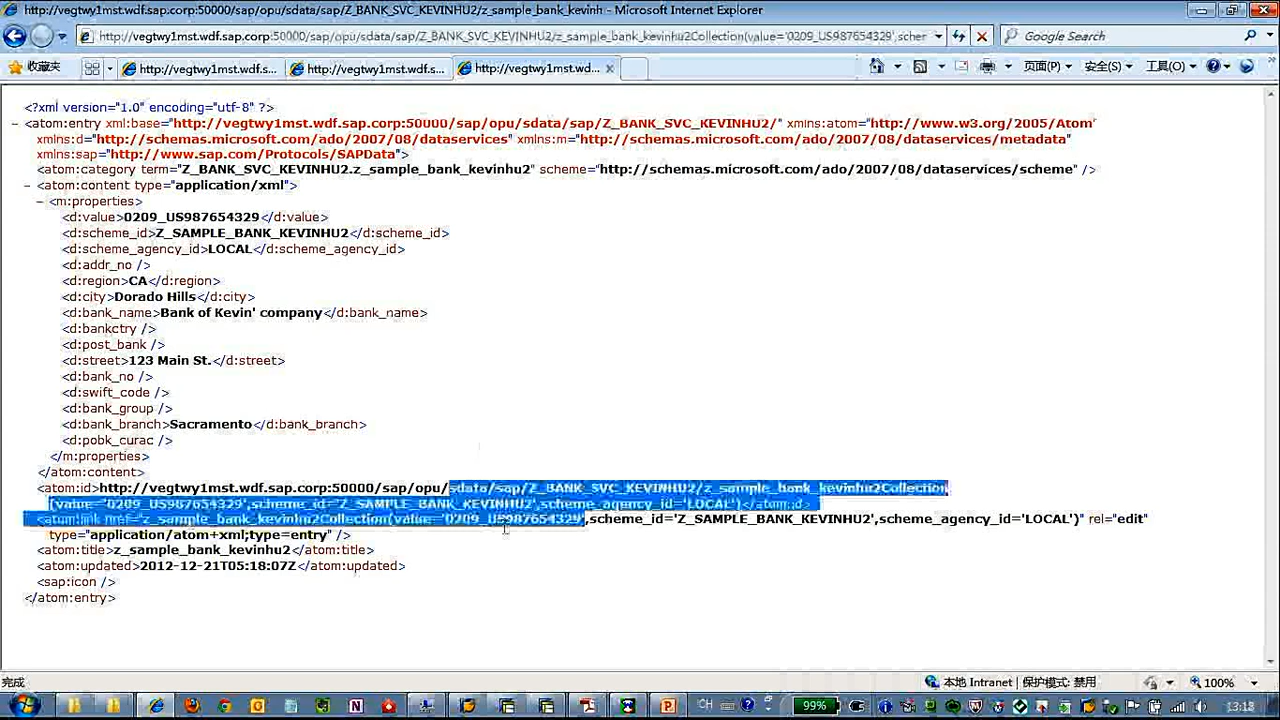 http://vegtwy1mst.wdf.sap.corp:50000/sap/opu/sdata/sap/Z_BANK_SVC_KEVINHU2/z_sample_bank_kevinh - Microsoft Internet Explorer
http://vegtwy1mst.wdf.sap.corp:50000/sap/opu/sdata/sap/Z_BANK_SVC_KEVINHU2/z_sample_bank_kevinhu2Collection(value='0209_US987654329',scher
Google Search
收藏夹
http://vegtwy1mst.wdf.s...
http://vegtwy1mst.wdf.s...
http://vegtwy1mst.wd...
页面(P)
安全(S)
工具(O)
<?xml version="1.0" encoding="utf-8" ?>
- <atom:entry xml:base="http://vegtwy1mst.wdf.sap.corp:50000/sap/opu/sdata/sap/Z_BANK_SVC_KEVINHU2/" xmlns:atom="http://www.w3.org/2005/Atom"
xmlns:d="http://schemas.microsoft.com/ado/2007/08/dataservices" xmlns:m="http://schemas.microsoft.com/ado/2007/08/dataservices/metadata"
xmlns:sap="http://www.sap.com/Protocols/SAPData">
<atom:category term="Z_BANK_SVC_KEVINHU2.z_sample_bank_kevinhu2" scheme="http://schemas.microsoft.com/ado/2007/08/dataservices/scheme" />
- <atom:content type="application/xml">
- <m:properties>
<d:value>0209_US987654329</d:value>
<d:scheme_id>Z_SAMPLE_BANK_KEVINHU2</d:scheme_id>
<d:scheme_agency_id>LOCAL</d:scheme_agency_id>
<d:addr_no />
<d:region>CA</d:region>
<d:city>Dorado Hills</d:city>
<d:bank_name>Bank of Kevin' company</d:bank_name>
<d:bankctry />
<d:post_bank />
<d:street>123 Main St.</d:street>
<d:bank_no />
<d:swift_code />
<d:bank_group />
<d:bank_branch>Sacramento</d:bank_branch>
<d:pobk_curac />
</m:properties>
</atom:content>
<atom:id>http://vegtwy1mst.wdf.sap.corp:50000/sap/opu/sdata/sap/Z_BANK_SVC_KEVINHU2/z_sample_bank_kevinhu2Collection
(value='0209_US987654329',scheme_id='Z_SAMPLE_BANK_KEVINHU2',scheme_agency_id='LOCAL')</atom:id>
<atom:link href="z_sample_bank_kevinhu2Collection(value='0209_US987654329',scheme_id='Z_SAMPLE_BANK_KEVINHU2',scheme_agency_id='LOCAL')" rel="edit"
type="application/atom+xml;type=entry" />
<atom:title>z_sample_bank_kevinhu2</atom:title>
<atom:updated>2012-12-21T05:18:07Z</atom:updated>
<sap:icon />
</atom:entry>
完成
本地 Intranet | 保护模式: 禁用
100%
CH
99%
13:18